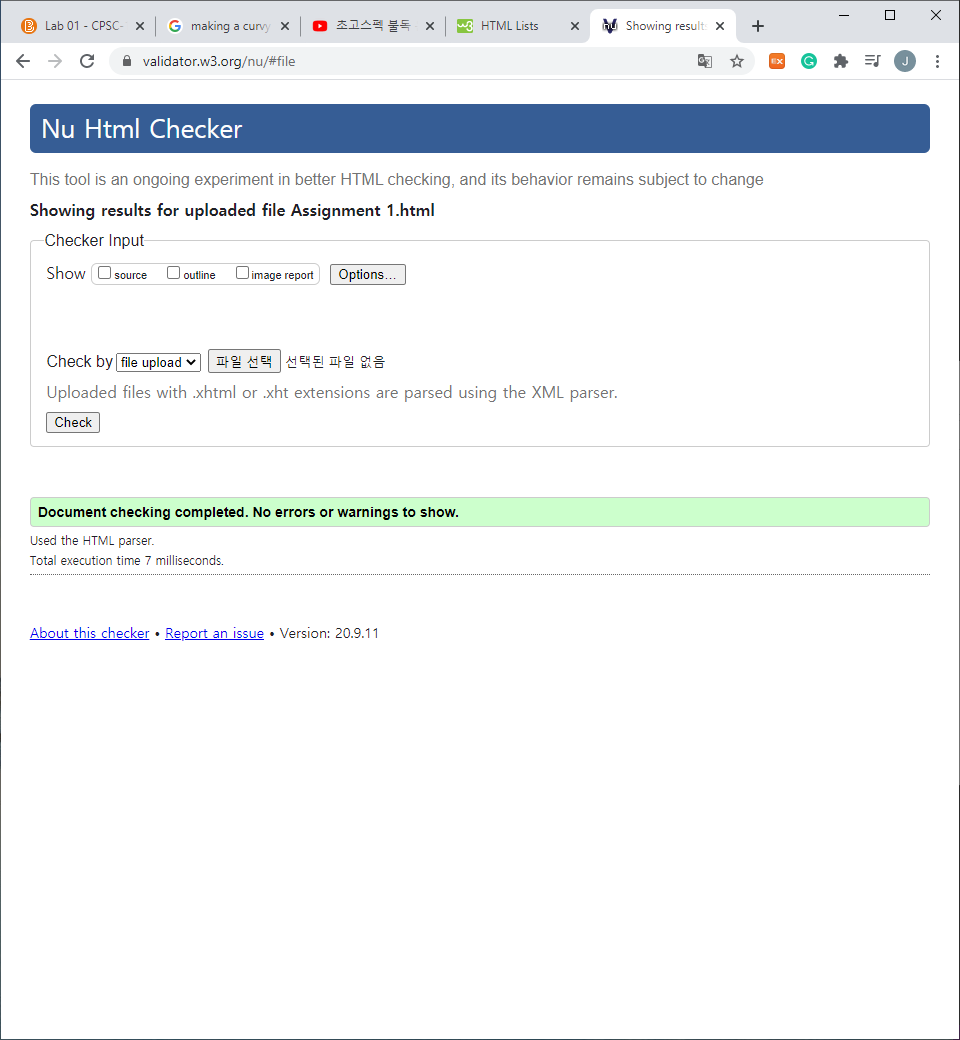 Lab 01 - CPSC-
making a curvy
초고스펙 불독
HTML Lists
Showing results
validator.w3.org/nu/#file
EX
J
Nu Html Checker
This tool is an ongoing experiment in better HTML checking, and its behavior remains subject to change
Showing results for uploaded file Assignment 1.html
Checker Input
Show source outline image report Options...
Check by file upload 파일 선택 선택된 파일 없음
Uploaded files with .xhtml or .xht extensions are parsed using the XML parser.
Check
Document checking completed. No errors or warnings to show.
Used the HTML parser.
Total execution time 7 milliseconds.
About this checker • Report an issue • Version: 20.9.11